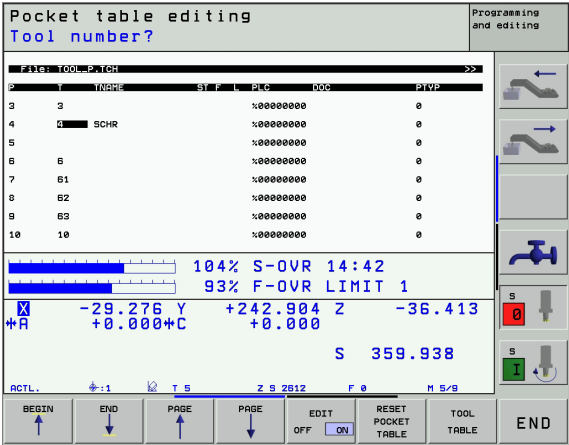 Pocket table editing
Tool number?
Programming
and editing
File: TOOL_P.TCH >>
P T TNAME ST F L PLC DOC PTYP
3 3 %00000000 0
4 4 SCHR %00000000 0
5 %00000000 0
6 6 %00000000 0
7 61 %00000000 0
8 62 %00000000 0
9 63 %00000000 0
10 10 %00000000 0
104% S-OVR 14:42
93% F-OVR LIMIT 1
X -29.276 Y +242.904 Z -36.413
A +0.000 C +0.000
S 359.938
ACTL. :1 T 5 Z S 2612 F 0 M 5/9
S
0
S
I
BEGIN
END
PAGE
PAGE
EDIT
OFF ON
RESET
POCKET
TABLE
TOOL
TABLE
END